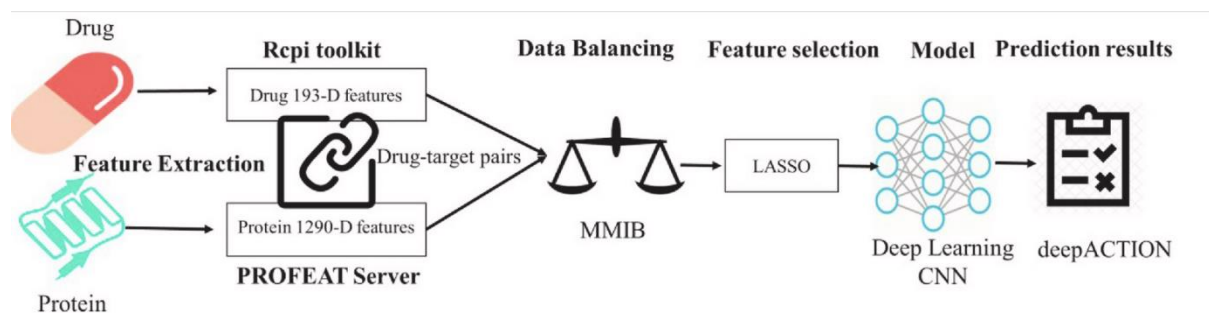 Drug
Rcpi toolkit
Data Balancing
Feature selection
Model
Prediction results
Drug 193-D features
Feature Extraction
Drug-target pairs
LASSO
Protein 1290-D features
MMIB
Deep Learning
CNN
deepACTION
PROFEAT Server
Protein